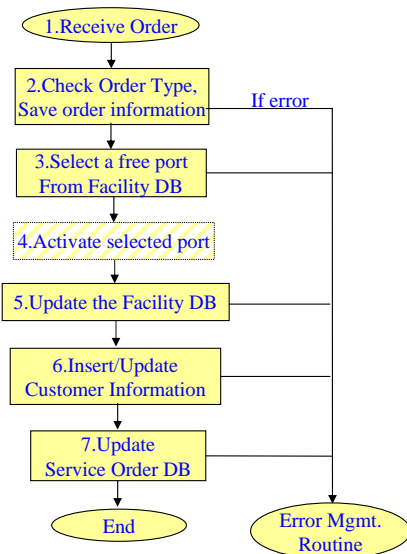 1.Receive Order
2.Check Order Type,
Save order information
If error
3.Select a free port
From Facility DB
4.Activate selected port
5.Update the Facility DB
6.Insert/Update
Customer Information
7.Update
Service Order DB
End
Error Mgmt.
Routine